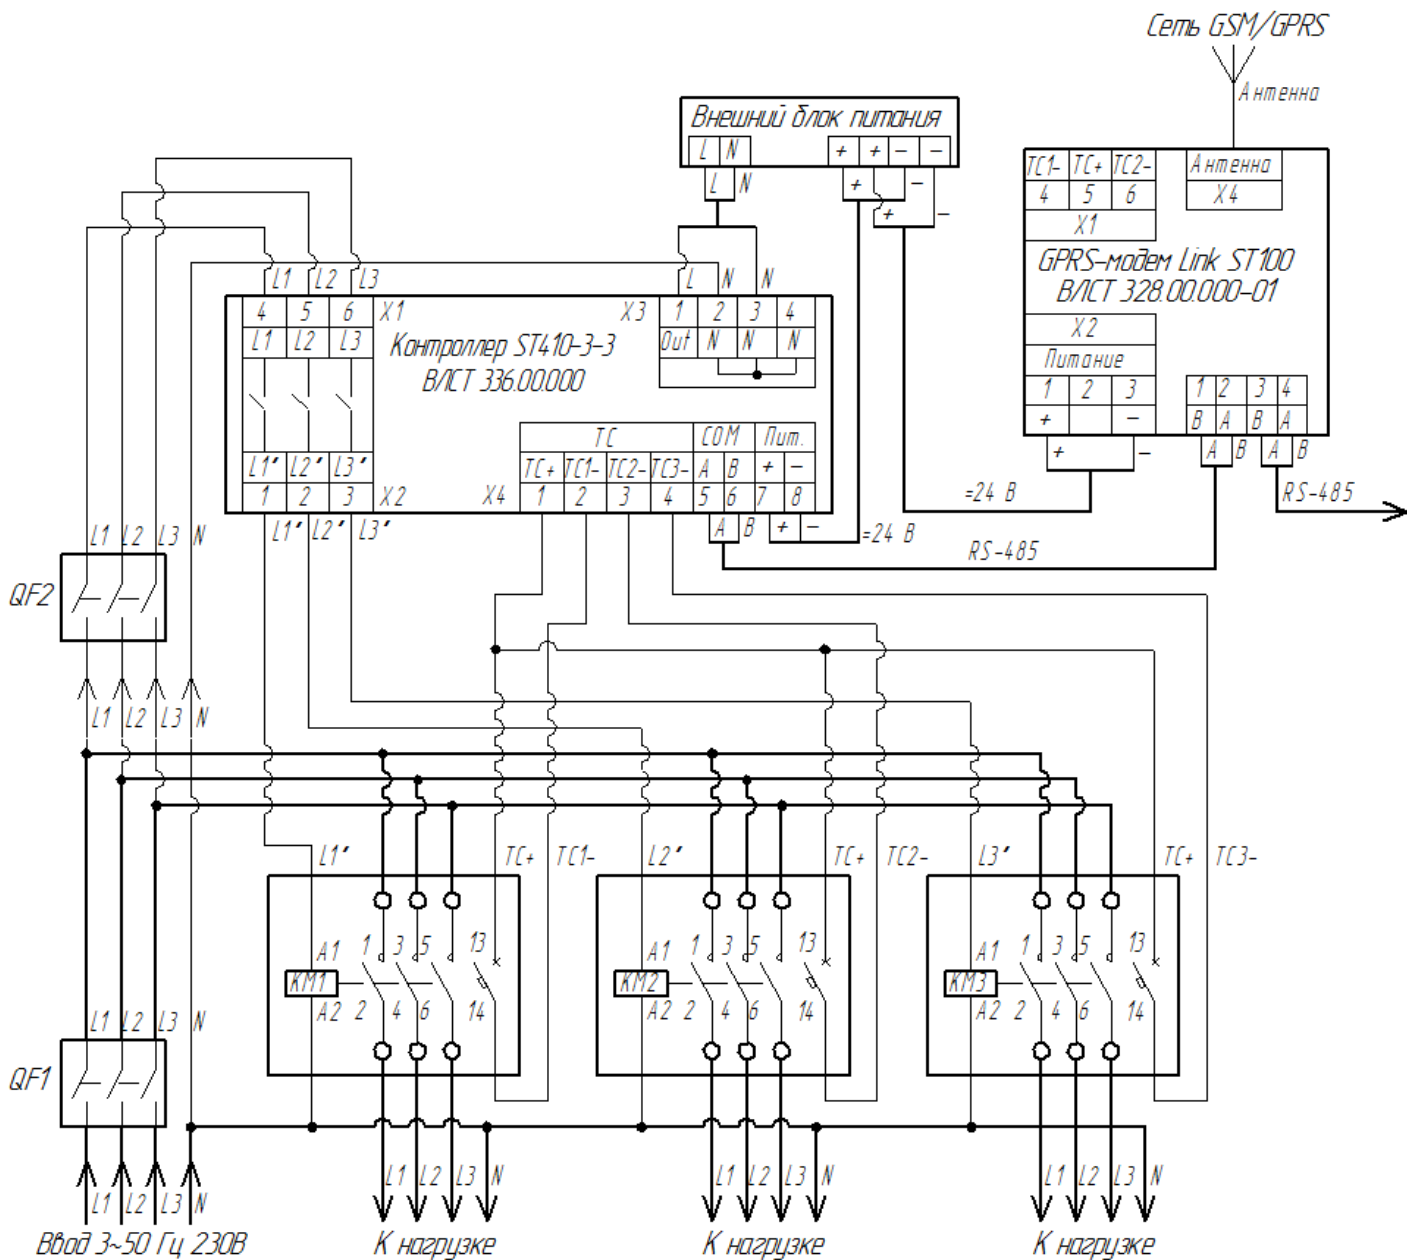 Сеть GSM/GPRS
Антенна
Внешний блок питания
L N + + – –
L N + –
+ –
TC1- TC+ TC2- Антенна
4 5 6 X4
X1
GPRS-модем Link ST100
ВЛСТ 328.00.000-01
X2
Питание
1 2 3 1 2 3 4
+ – B A B A
+ – A B A B
=24 В
RS-485
L1 L2 L3 L N N
4 5 6 X1 X3 1 2 3 4
L1 L2 L3 Out N N N
Контроллер ST410-3-3
ВЛСТ 336.00.000
TC COM Пит.
L1' L2' L3' TC+ TC1- TC2- TC3- A B + –
1 2 3 X2 X4 1 2 3 4 5 6 7 8
L1' L2' L3' A B + –
=24 В
RS-485
L1 L2 L3 N
QF2
L1 L2 L3 N
L1' TC+ TC1- L2' TC+ TC2- L3' TC+ TC3-
A1 1 3 5 13 A1 1 3 5 13 A1 1 3 5 13
KM1 KM2 KM3
A2 2 4 6 14 A2 2 4 6 14 A2 2 4 6 14
L1 L2 L3 N
QF1
L1 L2 L3 N L1 L2 L3 N L1 L2 L3 N L1 L2 L3 N
Ввод 3~50 Гц 230В К нагрузке К нагрузке К нагрузке